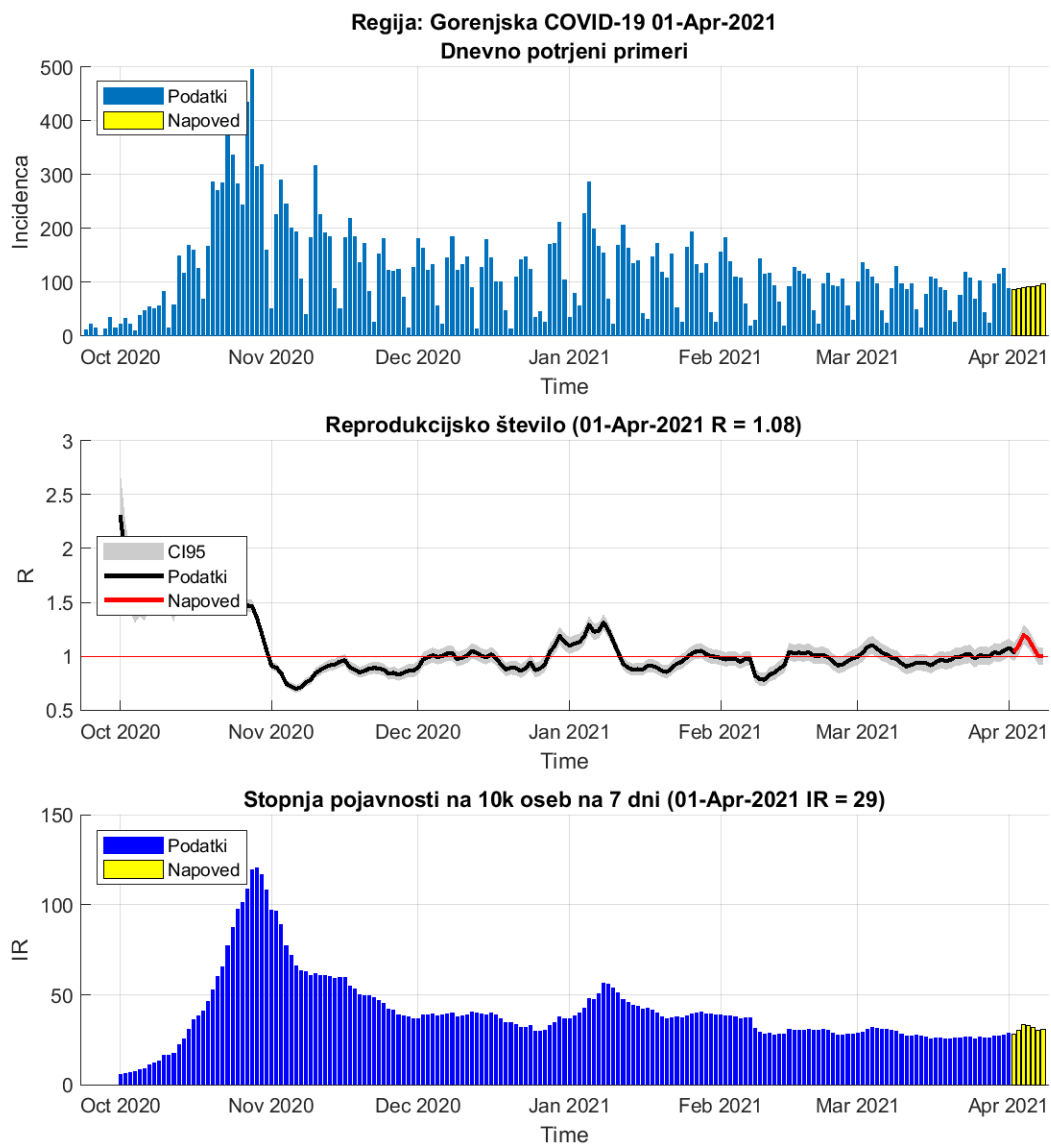 Regija: Gorenjska COVID-19 01-Apr-2021
Dnevno potrjeni primeri
500
400
300
200
100
0
Incidenca
Podatki
Napoved
Oct 2020 Nov 2020 Dec 2020 Jan 2021 Feb 2021 Mar 2021 Apr 2021
Time
Reprodukcijsko število (01-Apr-2021 R = 1.08)
3
2.5
2
1.5
1
0.5
R
CI95
Podatki
Napoved
Oct 2020 Nov 2020 Dec 2020 Jan 2021 Feb 2021 Mar 2021 Apr 2021
Time
Stopnja pojavnosti na 10k oseb na 7 dni (01-Apr-2021 IR = 29)
150
100
50
0
IR
Podatki
Napoved
Oct 2020 Nov 2020 Dec 2020 Jan 2021 Feb 2021 Mar 2021 Apr 2021
Time